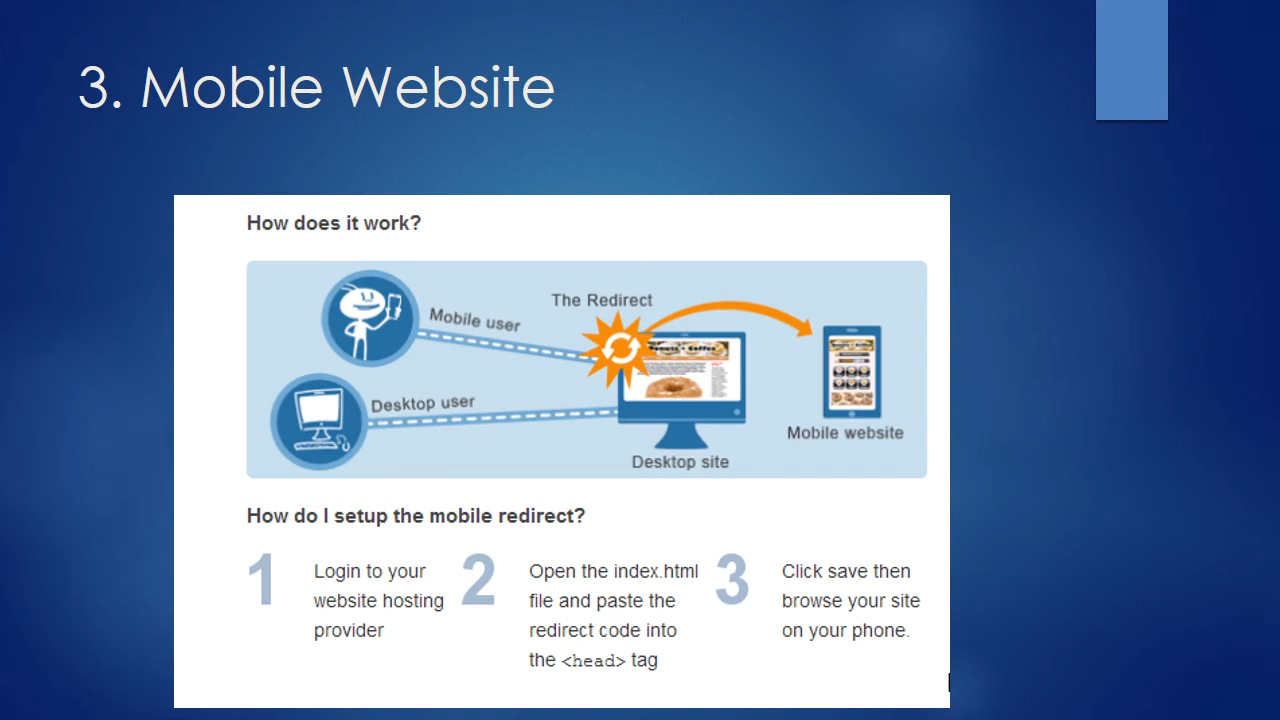 3. Mobile Website
How does it work?
Mobile user
The Redirect
Donuts + Coffee
Desktop user
Mobile website
Desktop site
How do I setup the mobile redirect?
1
Login to your
website hosting
provider
2
Open the index.html
file and paste the
redirect code into
the <head> tag
3
Click save then
browse your site
on your phone.